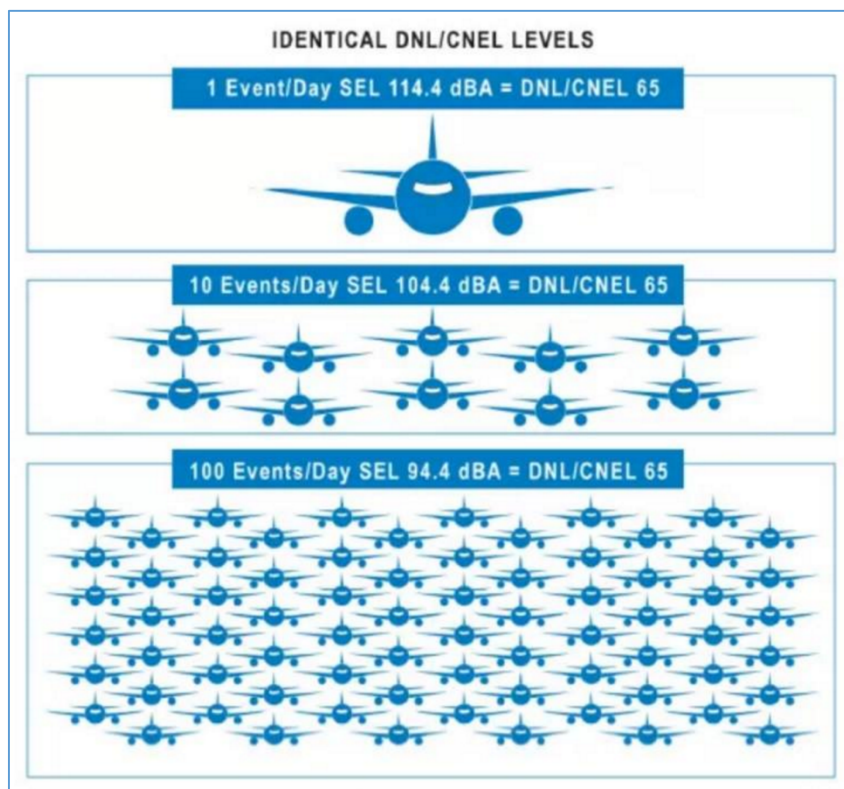 IDENTICAL DNL/CNEL LEVELS
1 Event/Day SEL 114.4 dBA = DNL/CNEL 65
10 Events/Day SEL 104.4 dBA = DNL/CNEL 65
100 Events/Day SEL 94.4 dBA = DNL/CNEL 65